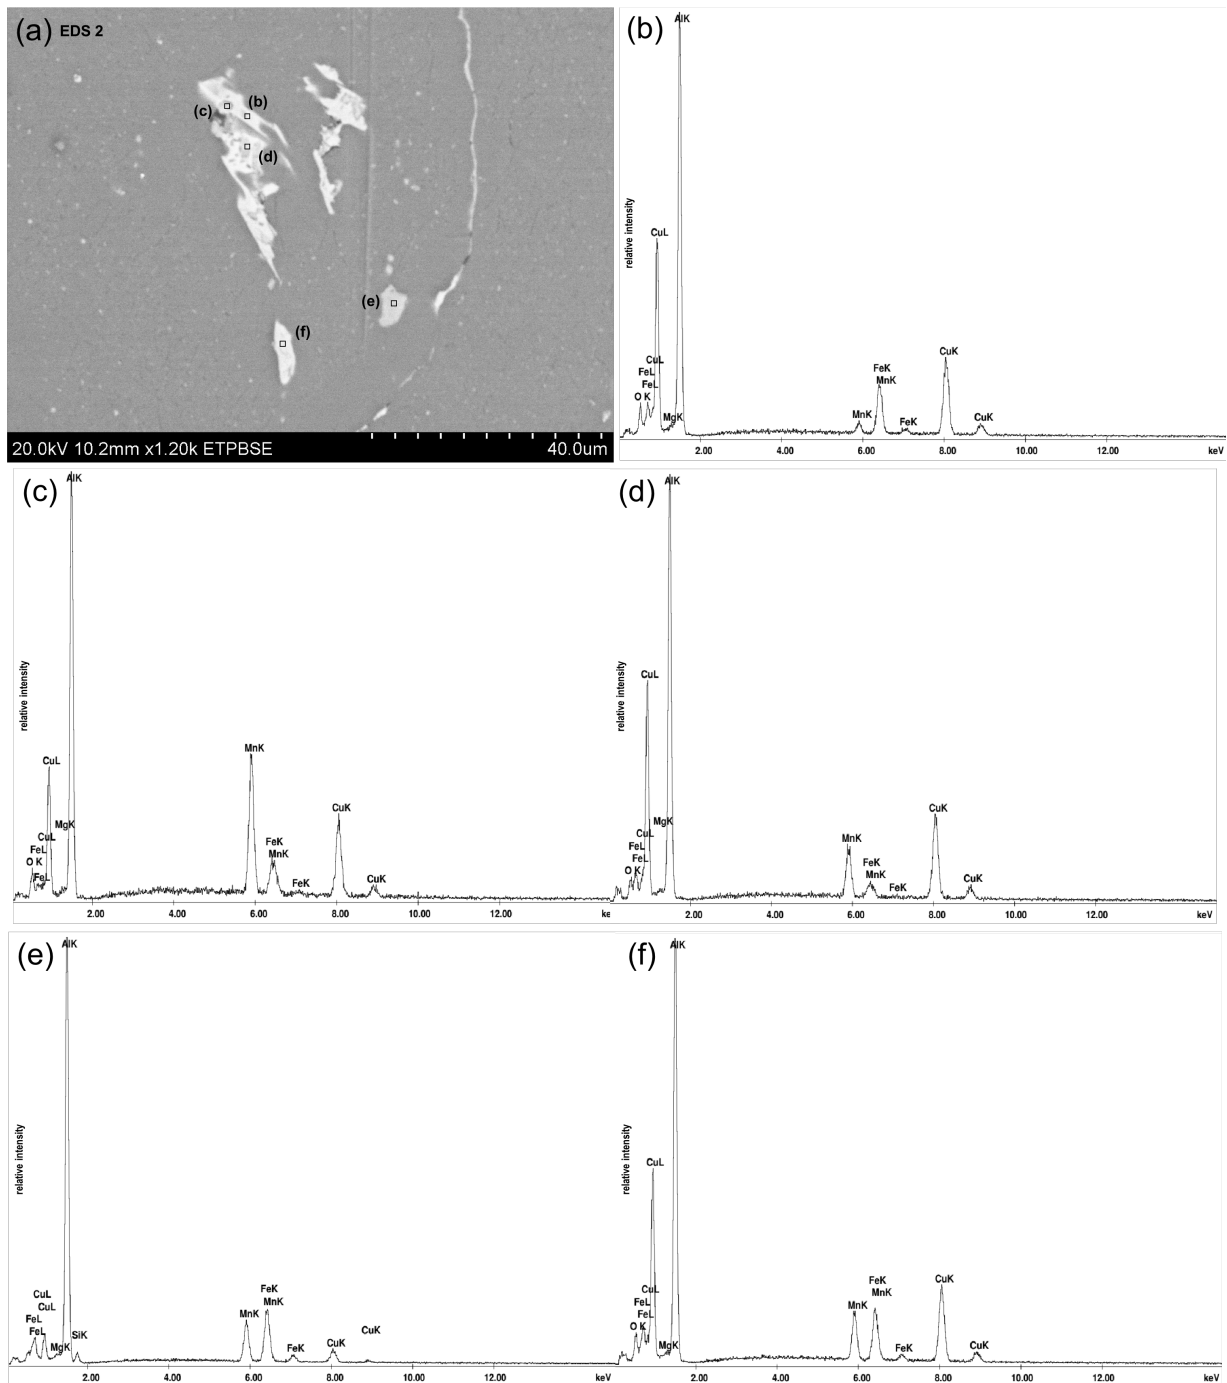 (a) EDS 2
(b)
(c)
(d)
(e)
(f)
20.0kV 10.2mm x1.20k ETPBSE 40.0um
(b)
AlK
relative intensity
CuL
CuL
FeL
FeL
O K
MgK
MnK
FeK
MnK
FeK
CuK
CuK
2.00 4.00 6.00 8.00 10.00 12.00 keV
(c)
AlK
relative intensity
CuL
MgK
CuL
FeL
O K
FeL
MnK
FeK
MnK
FeK
CuK
CuK
2.00 4.00 6.00 8.00 10.00 12.00 ke
(d)
AlK
relative intensity
CuL
MgK
CuL
FeL
FeL
O K
MnK
FeK
MnK
FeK
CuK
CuK
2.00 4.00 6.00 8.00 10.00 12.00
(e)
AlK
relative intensity
CuL
CuL
FeL
FeL
MgK
SiK
MnK
FeK
MnK
FeK
CuK
CuK
2.00 4.00 6.00 8.00 10.00 12.00 keV
(f)
AlK
relative intensity
CuL
CuL
FeL
FeL
O K
MgK
MnK
FeK
MnK
FeK
CuK
CuK
2.00 4.00 6.00 8.00 10.00 12.00 keV